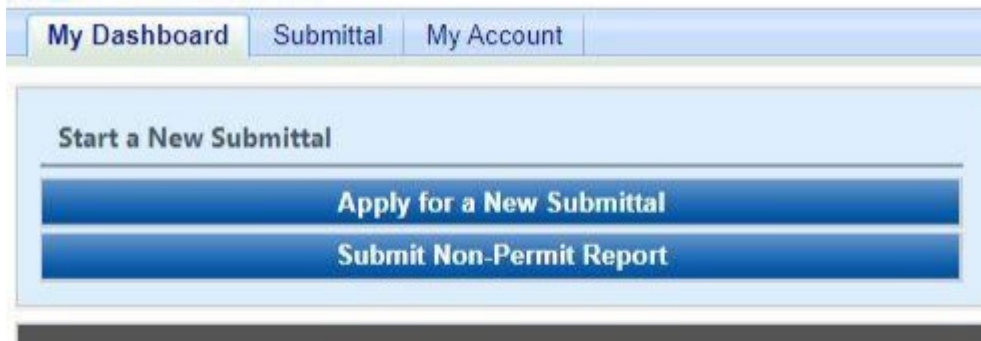 My Dashboard Submittal My Account
Start a New Submittal
Apply for a New Submittal
Submit Non-Permit Report